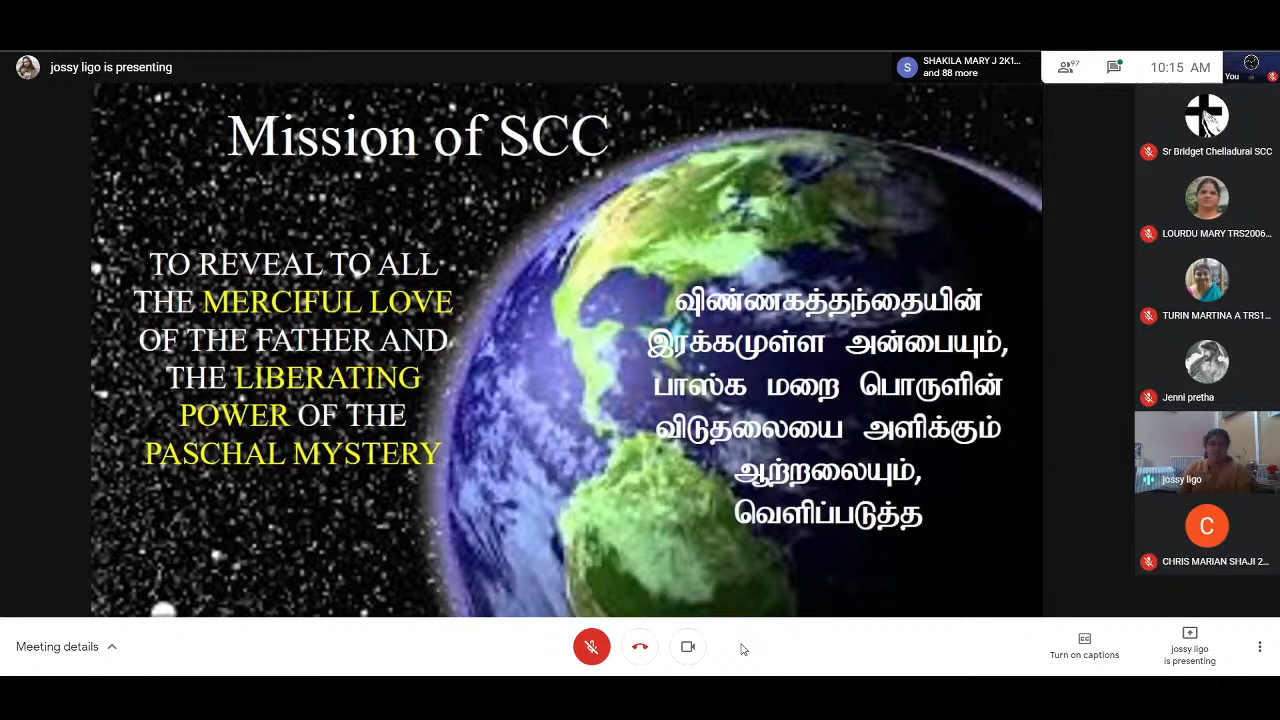 jossy ligo is presenting
SHAKILA MARY J 2K1...
and 88 more
97
10:15 AM
You
Mission of SCC
TO REVEAL TO ALL
THE MERCIFUL LOVE
OF THE FATHER AND
THE LIBERATING
POWER OF THE
PASCHAL MYSTERY
விண்ணகத்தந்தையின்
இரக்கமுள்ள அன்பையும்,
பாஸ்க மறை பொருளின்
விடுதலையை அளிக்கும்
ஆற்றலையும்,
வெளிப்படுத்த
Sr Bridget Chelladurai SCC
LOURDU MARY TRS2006...
TURIN MARTINA A TRS1...
Jenni pretha
jossy ligo
C
CHRIS MARIAN SHAJI 2...
S
Meeting details
CC
Turn on captions
jossy ligo
is presenting